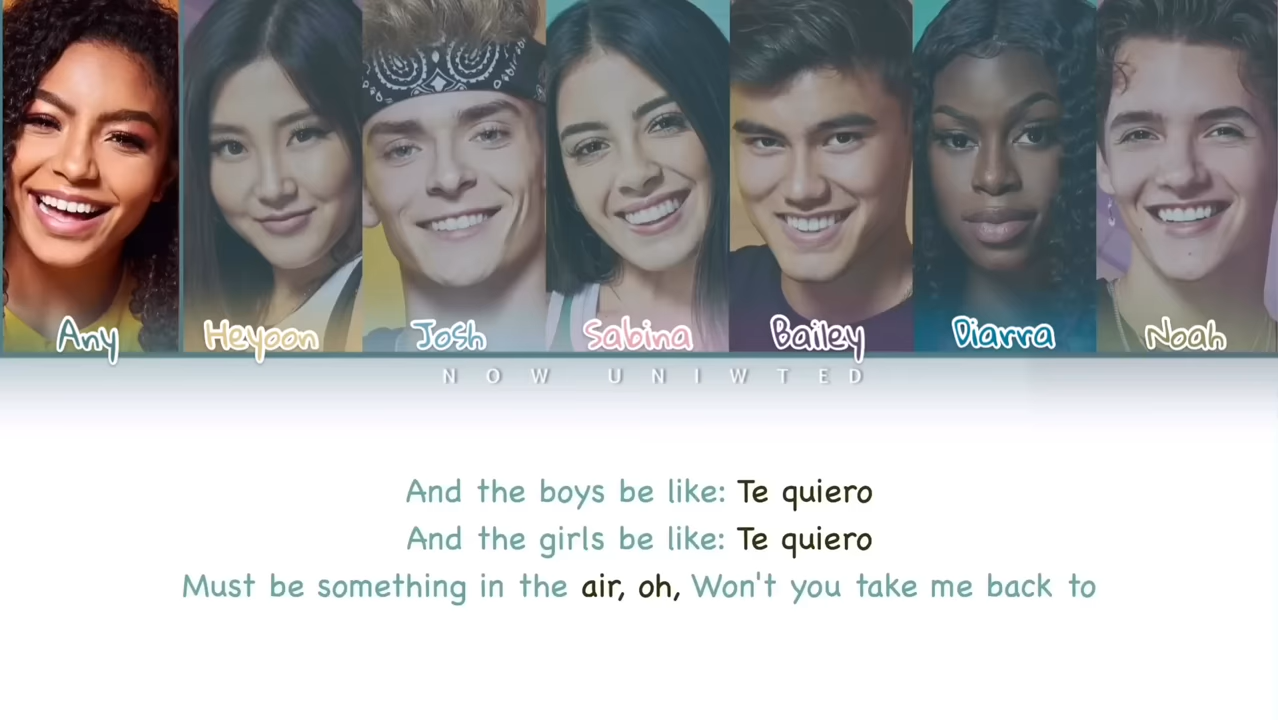 Any Heyoon Josh Sabina Bailey Diarra Noah
NOW UNIWTED
And the boys be like: Te quiero
And the girls be like: Te quiero
Must be something in the air, oh, Won't you take me back to